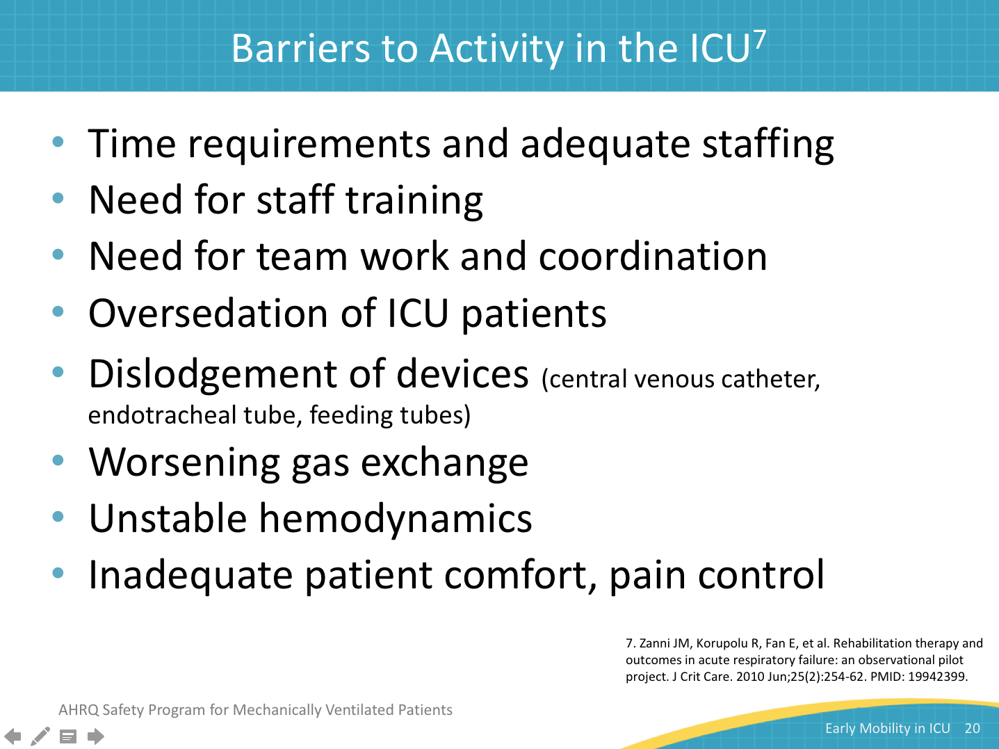 Barriers to Activity in the ICU⁷
• Time requirements and adequate staffing
• Need for staff training
• Need for team work and coordination
• Oversedation of ICU patients
• Dislodgement of devices (central venous catheter,
endotracheal tube, feeding tubes)
• Worsening gas exchange
• Unstable hemodynamics
• Inadequate patient comfort, pain control
7. Zanni JM, Korupolu R, Fan E, et al. Rehabilitation therapy and
outcomes in acute respiratory failure: an observational pilot
project. J Crit Care. 2010 Jun;25(2):254-62. PMID: 19942399.
AHRQ Safety Program for Mechanically Ventilated Patients
Early Mobility in ICU 20